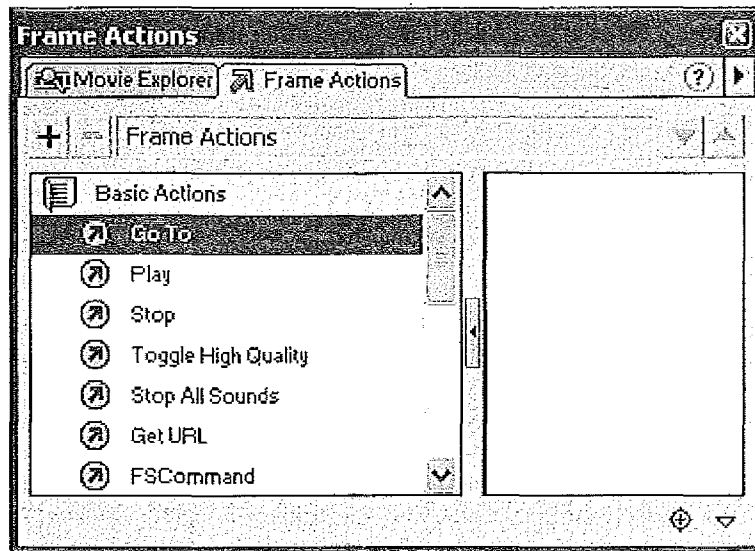 Frame Actions
Movie Explorer Frame Actions ?
Frame Actions
Basic Actions
Go To
Play
Stop
Toggle High Quality
Stop All Sounds
Get URL
FSCommand